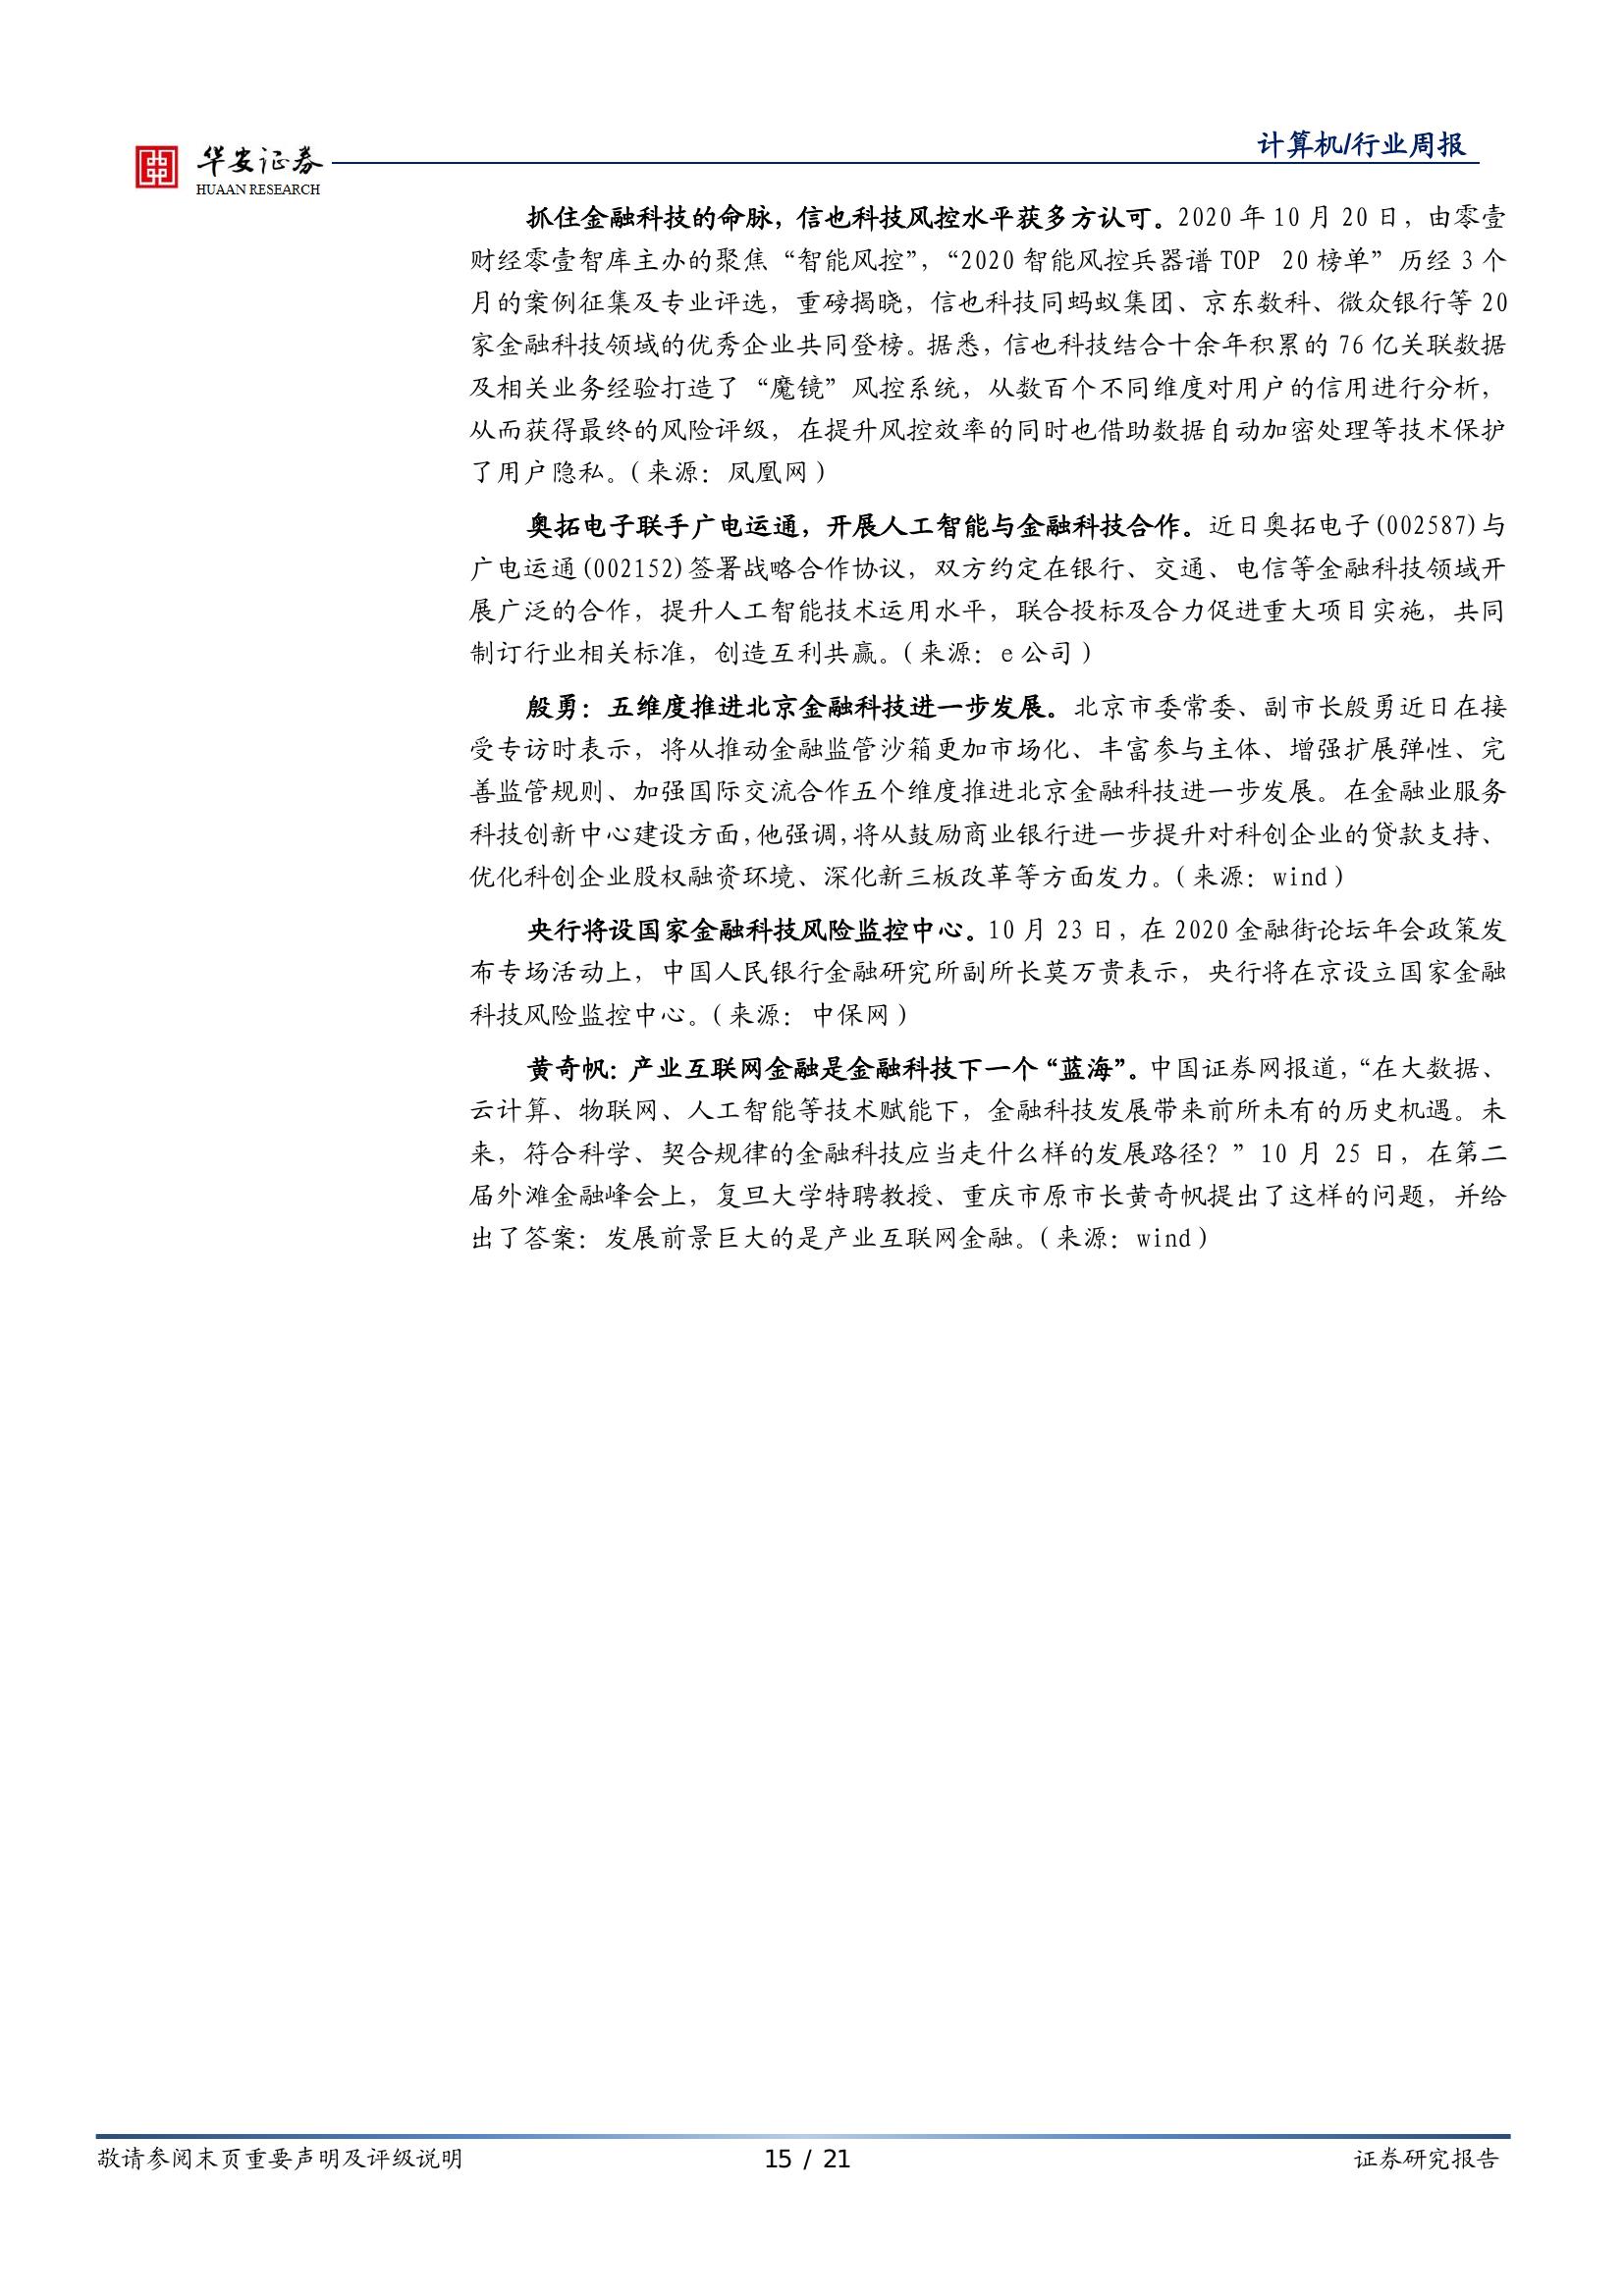 华安证券
HUAAN RESEARCH
计算机/行业周报
抓住金融科技的命脉，信也科技风控水平获多方认可。2020 年 10 月 20 日，由零壹
财经零壹智库主办的聚焦“智能风控”，“2020 智能风控兵器谱 TOP 20 榜单”历经 3 个
月的案例征集及专业评选，重磅揭晓，信也科技同蚂蚁集团、京东数科、微众银行等 20
家金融科技领域的优秀企业共同登榜。据悉，信也科技结合十余年积累的 76 亿关联数据
及相关业务经验打造了“魔镜”风控系统，从数百个不同维度对用户的信用进行分析，
从而获得最终的风险评级，在提升风控效率的同时也借助数据自动加密处理等技术保护
了用户隐私。（来源：凤凰网）
奥拓电子联手广电运通，开展人工智能与金融科技合作。近日奥拓电子(002587)与
广电运通(002152)签署战略合作协议，双方约定在银行、交通、电信等金融科技领域开
展广泛的合作，提升人工智能技术运用水平，联合投标及合力促进重大项目实施，共同
制订行业相关标准，创造互利共赢。（来源：e 公司）
殷勇：五维度推进北京金融科技进一步发展。北京市委常委、副市长殷勇近日在接
受专访时表示，将从推动金融监管沙箱更加市场化、丰富参与主体、增强扩展弹性、完
善监管规则、加强国际交流合作五个维度推进北京金融科技进一步发展。在金融业服务
科技创新中心建设方面，他强调，将从鼓励商业银行进一步提升对科创企业的贷款支持、
优化科创企业股权融资环境、深化新三板改革等方面发力。（来源：wind）
央行将设国家金融科技风险监控中心。10 月 23 日，在 2020 金融街论坛年会政策发
布专场活动上，中国人民银行金融研究所副所长莫万贵表示，央行将在京设立国家金融
科技风险监控中心。（来源：中保网）
黄奇帆：产业互联网金融是金融科技下一个“蓝海”。中国证券网报道，“在大数据、
云计算、物联网、人工智能等技术赋能下，金融科技发展带来前所未有的历史机遇。未
来，符合科学、契合规律的金融科技应当走什么样的发展路径？”10 月 25 日，在第二
届外滩金融峰会上，复旦大学特聘教授、重庆市原市长黄奇帆提出了这样的问题，并给
出了答案：发展前景巨大的是产业互联网金融。（来源：wind）
敬请参阅末页重要声明及评级说明
15 / 21
证券研究报告